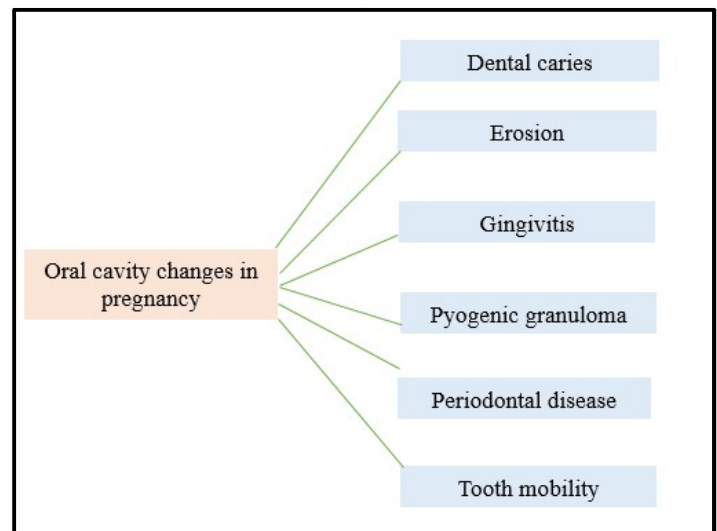 Dental caries
Erosion
Gingivitis
Oral cavity changes in
pregnancy
Pyogenic granuloma
Periodontal disease
Tooth mobility